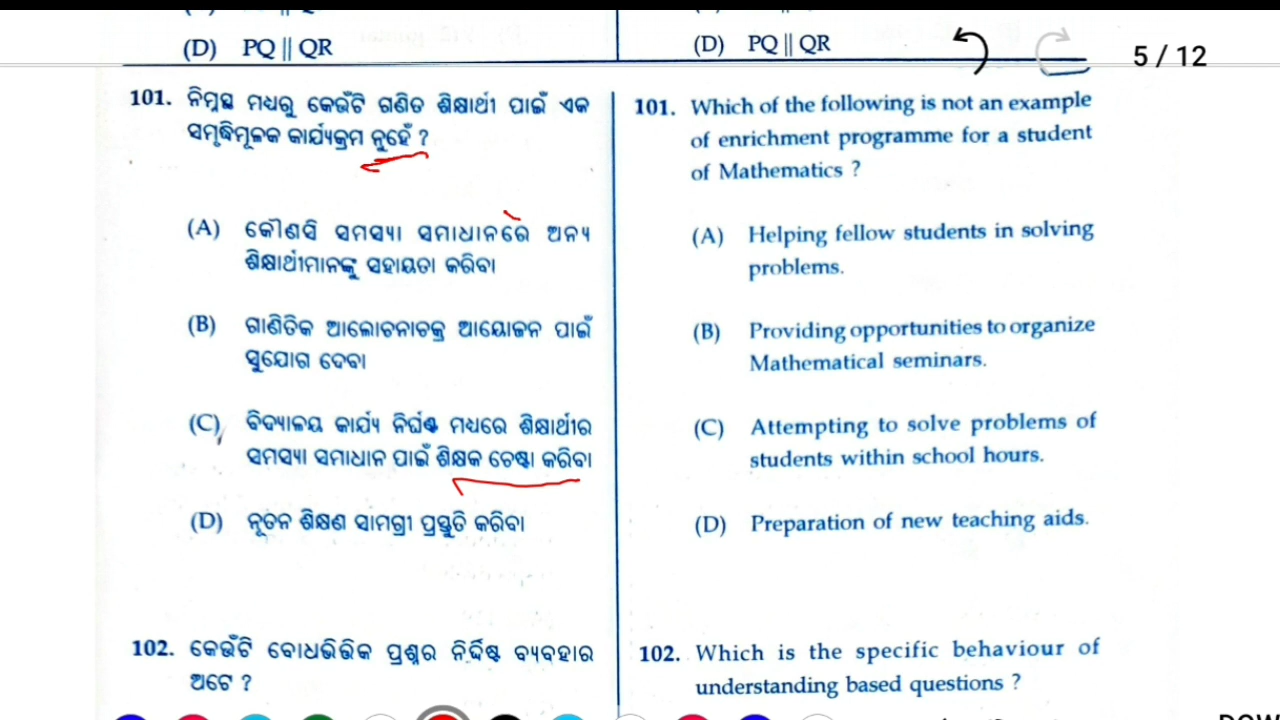 (D) PQ || QR
101. ନିମ୍ନସ୍ଥ ମଧ୍ୟରୁ କେଉଁଟି ଗଣିତ ଶିକ୍ଷାର୍ଥୀ ପାଇଁ ଏକ
ସମୃଦ୍ଧିମୂଳକ କାର୍ଯ୍ୟକ୍ରମ ନୁହେଁ ?
(A) କୌଣସି ସମସ୍ୟା ସମାଧାନରେ ଅନ୍ୟ
ଶିକ୍ଷାର୍ଥୀମାନଙ୍କୁ ସହାୟତା କରିବା
(B) ଗାଣିତିକ ଆଲୋଚନାଚକ୍ର ଆୟୋଜନ ପାଇଁ
ସୁଯୋଗ ଦେବା
(C) ବିଦ୍ୟାଳୟ କାର୍ଯ୍ୟ ନିର୍ଘଣ୍ଟ ମଧ୍ୟରେ ଶିକ୍ଷାର୍ଥୀର
ସମସ୍ୟା ସମାଧାନ ପାଇଁ ଶିକ୍ଷକ ଚେଷ୍ଟା କରିବା
(D) ନୂତନ ଶିକ୍ଷଣ ସାମଗ୍ରୀ ପ୍ରସ୍ତୁତି କରିବା
102. କେଉଁଟି ବୋଧଭିତ୍ତିକ ପ୍ରଶ୍ନର ନିର୍ଦ୍ଦିଷ୍ଟ ବ୍ୟବହାର
ଅଟେ ?
(D) PQ || QR
5 / 12
101. Which of the following is not an example
of enrichment programme for a student
of Mathematics ?
(A) Helping fellow students in solving
problems.
(B) Providing opportunities to organize
Mathematical seminars.
(C) Attempting to solve problems of
students within school hours.
(D) Preparation of new teaching aids.
102. Which is the specific behaviour of
understanding based questions ?